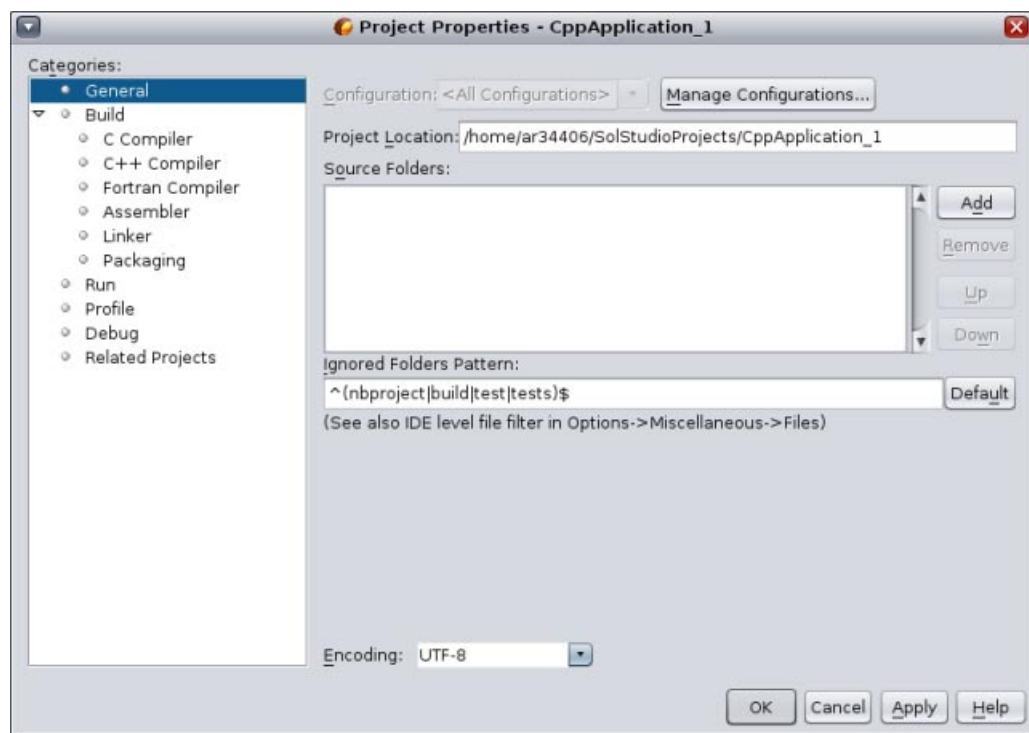 Project Properties - CppApplication_1
Categories:
General
Build
C Compiler
C++ Compiler
Fortran Compiler
Assembler
Linker
Packaging
Run
Profile
Debug
Related Projects
Configuration: <All Configurations>
Manage Configurations...
Project Location: /home/ar34406/SolStudioProjects/CppApplication_1
Source Folders:
Add
Remove
Up
Down
Ignored Folders Pattern:
^(nbproject|build|test|tests)$
Default
(See also IDE level file filter in Options->Miscellaneous->Files)
Encoding: UTF-8
OK Cancel Apply Help